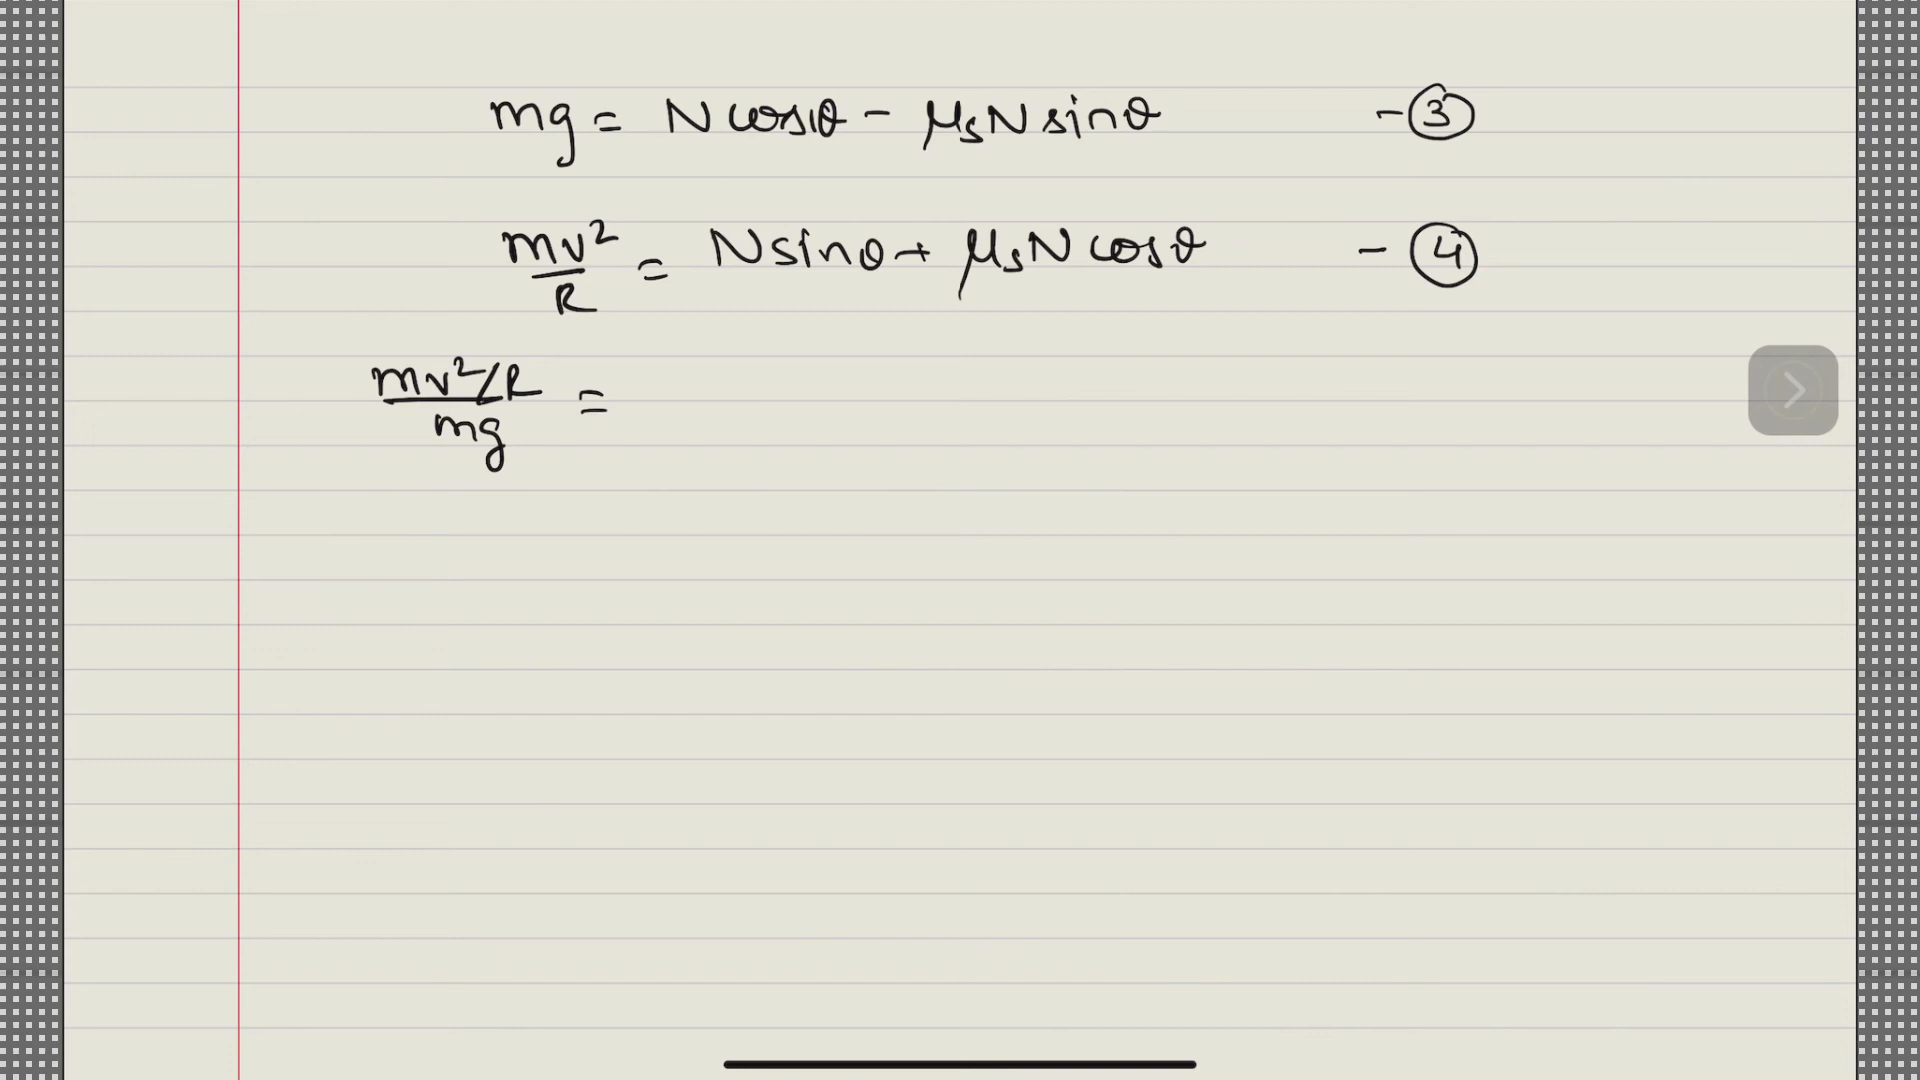 mg = N cosθ - μsN sinθ - ③
mv²/R = N sinθ + μsN cosθ - ④
mv²/R / mg =